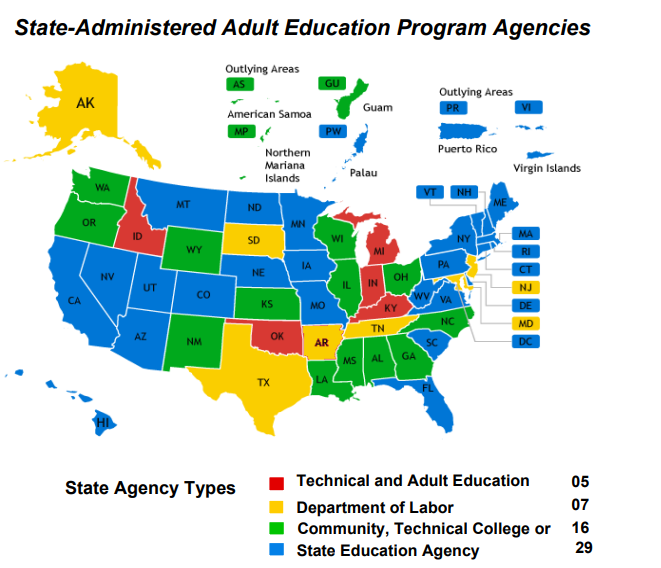 State-Administered Adult Education Program Agencies
Outlying Areas
AS
GU
American Samoa
Guam
MP
PW
Northern
Mariana
Islands
Palau
Outlying Areas
PR
VI
Puerto Rico
Virgin Islands
AK
WA
OR
ID
MT
ND
MN
SD
WY
NV
UT
CO
NE
IA
CA
AZ
NM
KS
MO
OK
AR
TX
LA
WI
MI
IL
IN
OH
KY
TN
MS
AL
GA
FL
SC
NC
WV
VA
PA
NY
ME
VT
NH
MA
RI
CT
NJ
DE
MD
DC
HI
State Agency Types
Technical and Adult Education 05
Department of Labor 07
Community, Technical College or 16
State Education Agency 29